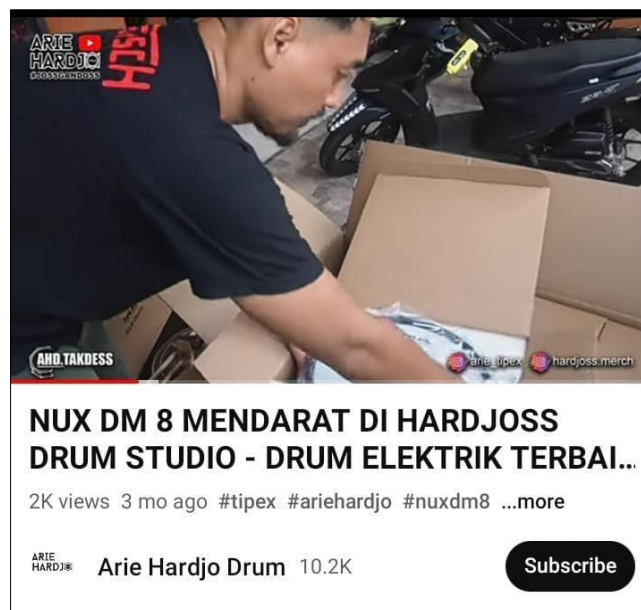 ARIE
HARDJO
#JOSSGANDOSS
AHD.TAKDESS
arie_tipex hardjoss.merch
NUX DM 8 MENDARAT DI HARDJOSS
DRUM STUDIO - DRUM ELEKTRIK TERBAI...
2K views 3 mo ago #tipex #ariehardjo #nuxdm8 ...more
ARIE
HARDJO
Arie Hardjo Drum 10.2K
Subscribe